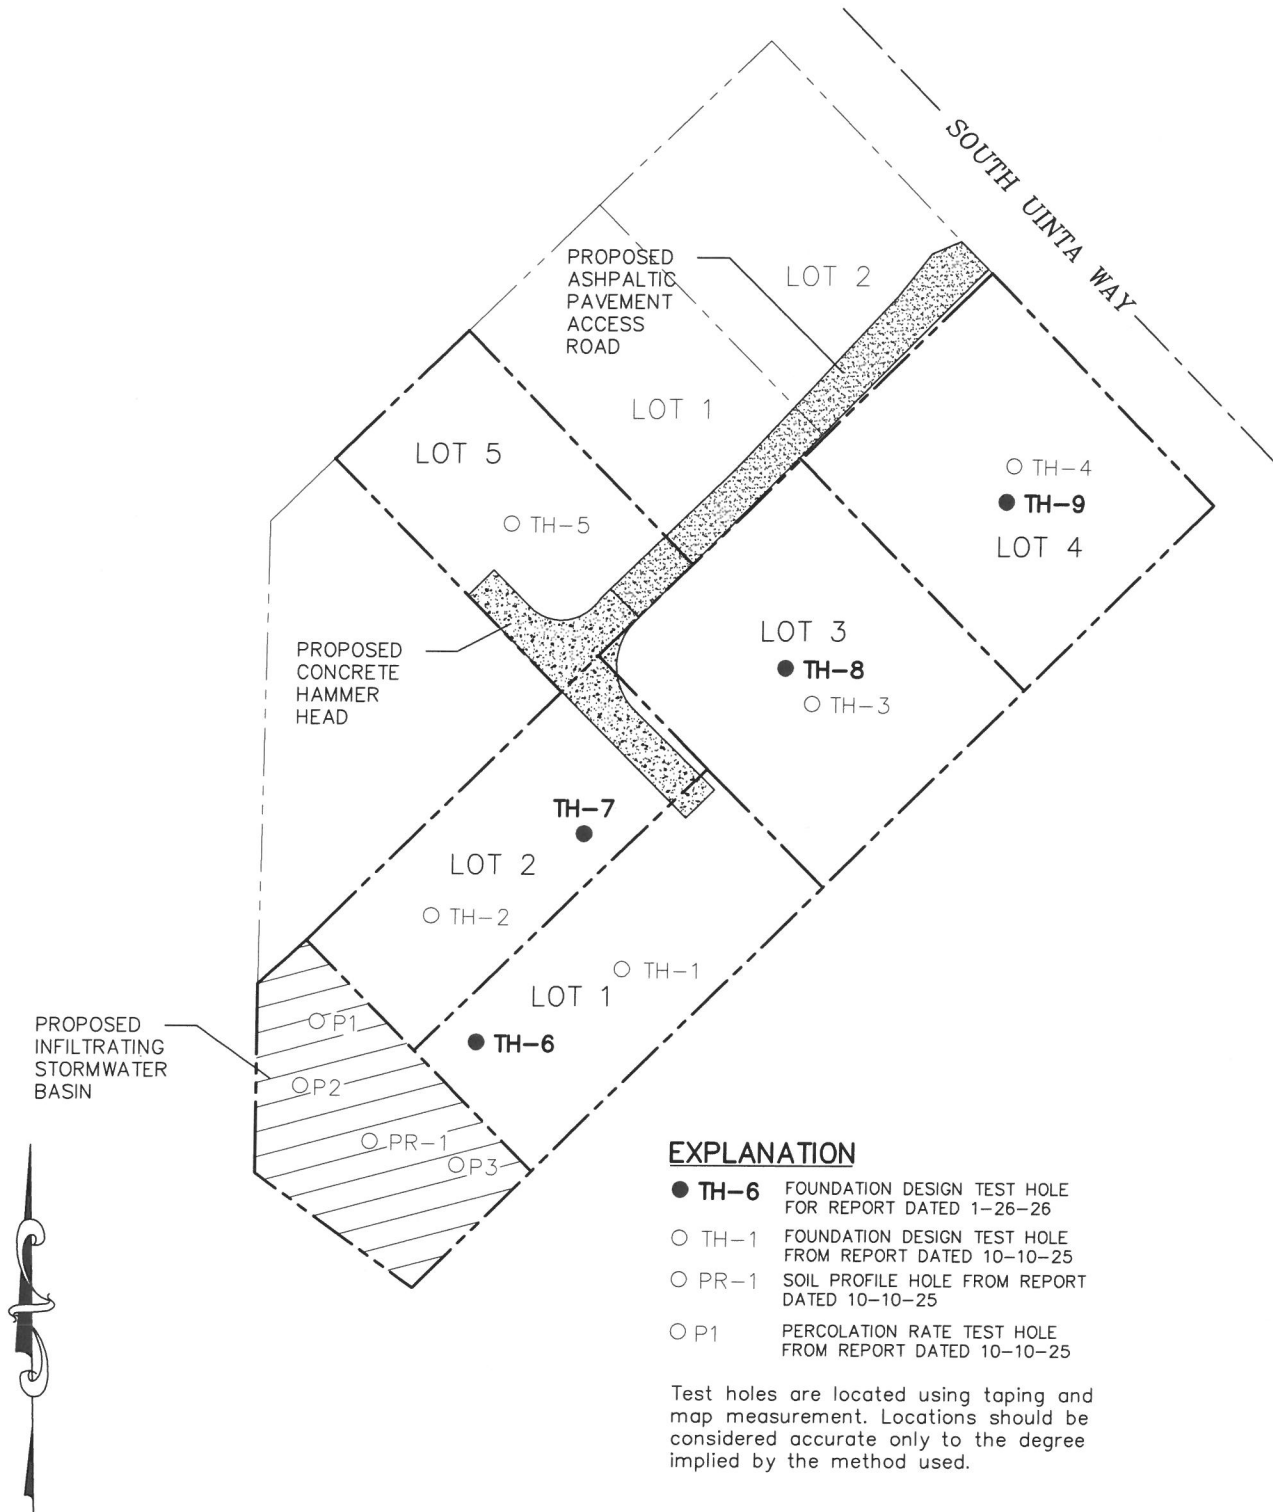 SOUTH UINTA WAY
PROPOSED
ASHPALTIC
PAVEMENT
ACCESS
ROAD
LOT 2
LOT 1
LOT 5
TH-5
TH-4
TH-9
LOT 4
PROPOSED
CONCRETE
HAMMER
HEAD
LOT 3
TH-8
TH-3
TH-7
LOT 2
TH-2
TH-1
LOT 1
TH-6
PROPOSED
INFILTRATING
STORMWATER
BASIN
P1
P2
PR-1
P3
EXPLANATION
TH-6 FOUNDATION DESIGN TEST HOLE
FOR REPORT DATED 1-26-26
TH-1 FOUNDATION DESIGN TEST HOLE
FROM REPORT DATED 10-10-25
PR-1 SOIL PROFILE HOLE FROM REPORT
DATED 10-10-25
P1 PERCOLATION RATE TEST HOLE
FROM REPORT DATED 10-10-25
Test holes are located using taping and
map measurement. Locations should be
considered accurate only to the degree
implied by the method used.